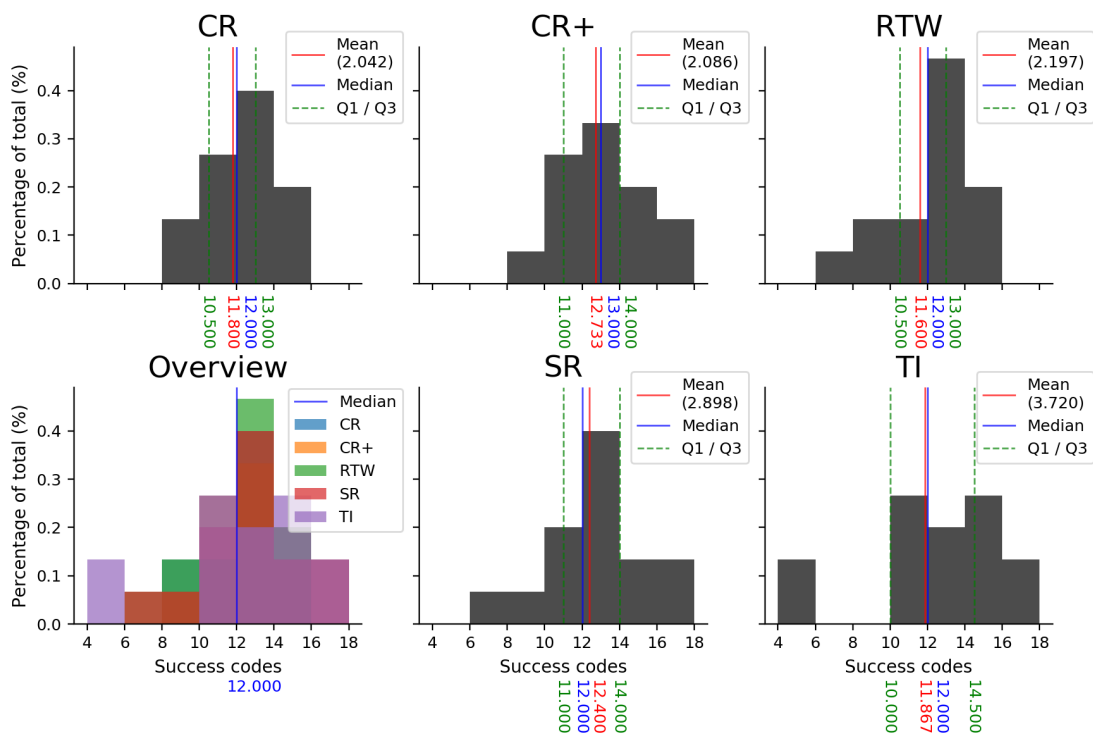 CR
CR+
RTW
Percentage of total (%)
0.4
0.3
0.2
0.1
0.0
Mean
(2.042)
Median
Q1 / Q3
10.500
11.800
12.000
13.000
Mean
(2.086)
Median
Q1 / Q3
11.000
12.733
13.000
14.000
Mean
(2.197)
Median
Q1 / Q3
10.500
11.600
12.000
13.000
Overview
SR
TI
Percentage of total (%)
0.4
0.3
0.2
0.1
0.0
Median
CR
CR+
RTW
SR
TI
4 6 8 10 12 14 16 18
Success codes
12.000
Mean
(2.898)
Median
Q1 / Q3
4 6 8 10 12 14 16 18
Success codes
11.000
12.000
12.400
14.000
Mean
(3.720)
Median
Q1 / Q3
4 6 8 10 12 14 16 18
Success codes
10.000
11.867
12.000
14.500